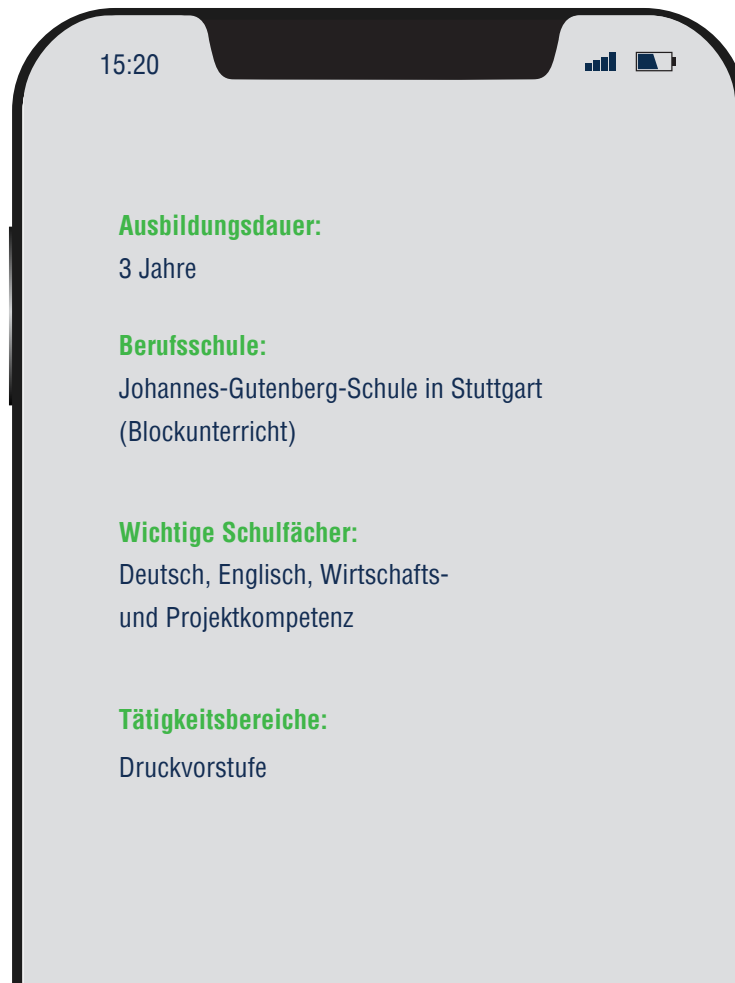 15:20
Ausbildungsdauer:
3 Jahre
Berufsschule:
Johannes-Gutenberg-Schule in Stuttgart
(Blockunterricht)
Wichtige Schulfächer:
Deutsch, Englisch, Wirtschafts-
und Projektkompetenz
Tätigkeitsbereiche:
Druckvorstufe